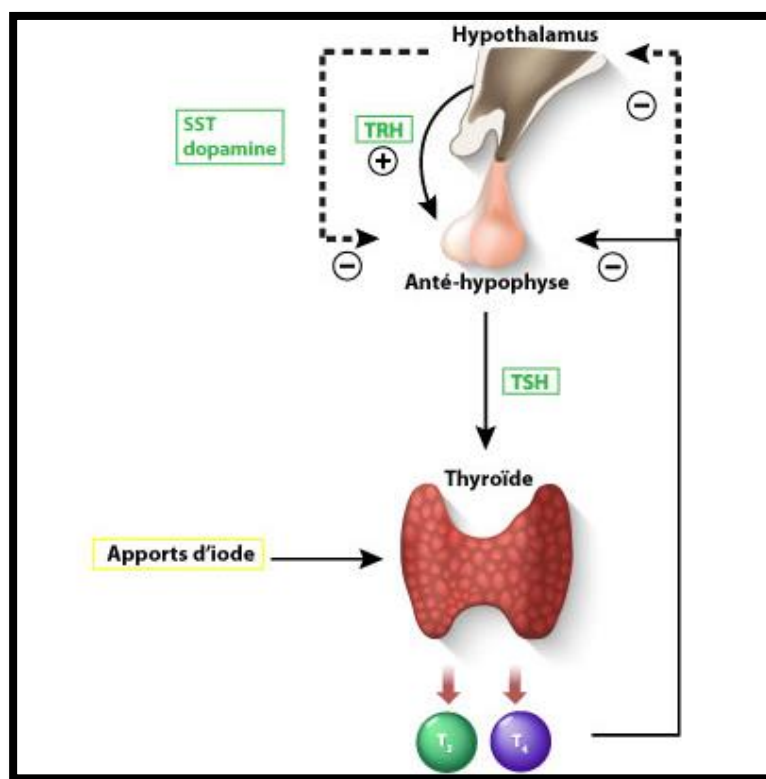 Hypothalamus
SST
dopamine
TRH
+
−
−
−
Anté-hypophyse
TSH
Thyroïde
Apports d'iode
T3
T4